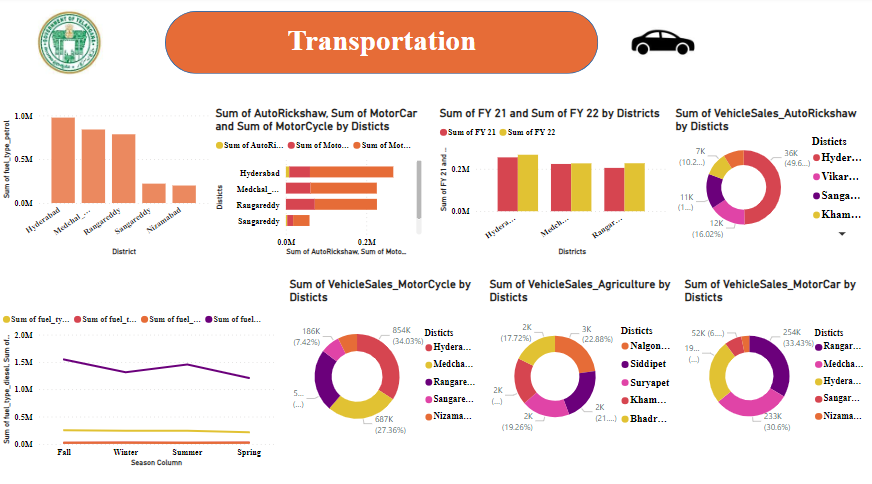 Transportation
Sum of fuel_type_petrol
1.0M
0.5M
0.0M
Hyderabad
Medchal_...
Rangareddy
Sangareddy
Nizamabad
District
Sum of AutoRickshaw, Sum of MotorCar
and Sum of MotorCycle by Disticts
Sum of AutoRi... Sum of Moto... Sum of Mot...
Disticts
Hyderabad
Medchal_...
Rangareddy
Sangareddy
0.0M 0.2M
Sum of AutoRickshaw, Sum of Moto...
Sum of FY 21 and Sum of FY 22 by Districts
Sum of FY 21 Sum of FY 22
Sum of FY 21 and ...
0.2M
0.0M
Hydera...
Medch...
Rangar...
Districts
Sum of VehicleSales_AutoRickshaw
by Disticts
7K
(10.2...)
36K
(49.6...)
11K
(1...)
12K
(16.02%)
Disticts
Hyder...
Vikar...
Sanga...
Kham...
Sum of fuel_ty... Sum of fuel_t... Sum of fuel_... Sum of fuel...
Sum of fuel_type_diesel, Sum of...
2.0M
1.5M
1.0M
0.5M
0.0M
Fall Winter Summer Spring
Season Column
Sum of VehicleSales_MotorCycle by
Disticts
186K
(7.42%)
854K
(34.03%)
5...
(...)
687K
(27.36%)
Disticts
Hydera...
Medcha...
Rangare...
Sangare...
Nizama...
Sum of VehicleSales_Agriculture by
Disticts
2K
(17.72%)
3K
(22.88%)
2K
(...)
2K
(19.26%)
2K
(21....)
Disticts
Nalgon...
Siddipet
Suryapet
Kham...
Bhadr...
Sum of VehicleSales_MotorCar by
Disticts
52K (6....)
254K
(33.43%)
19...
(...)
233K
(30.6%)
Disticts
Rangar...
Medcha...
Hydera...
Sangar...
Nizama...